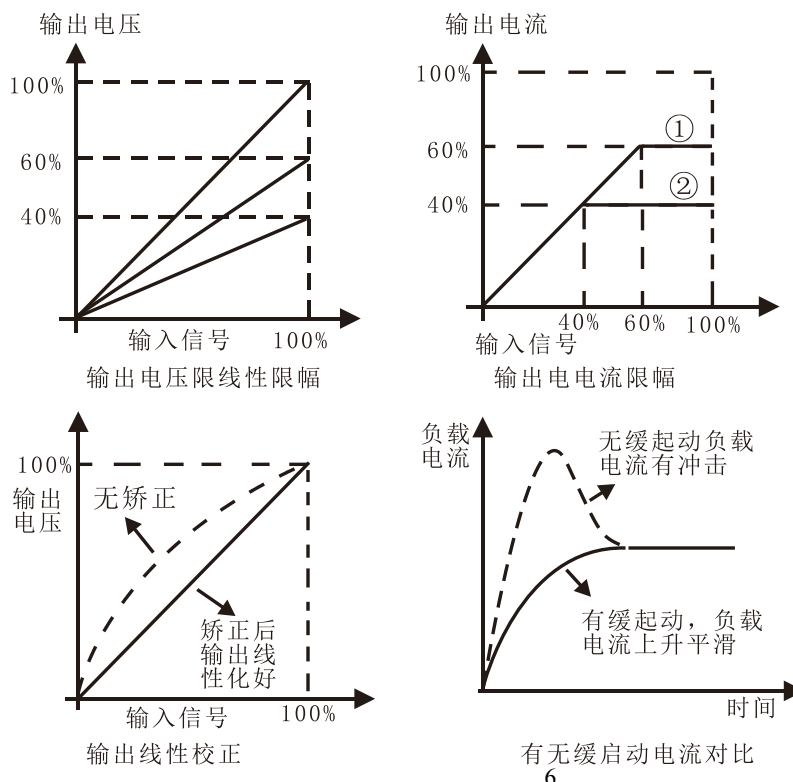 输出电压
100%
60%
40%
输入信号
100%
输出电压限线性限幅
输出电流
100%
60%
40%
①
②
40%
60%
100%
输入信号
输出电电流限幅
100%
输出
电压
无矫正
矫正后
输出线
性化好
输入信号
100%
输出线性校正
负载
电流
无缓起动负载
电流有冲击
有缓起动，负载
电流上升平滑
时间
有无缓启动电流对比
6